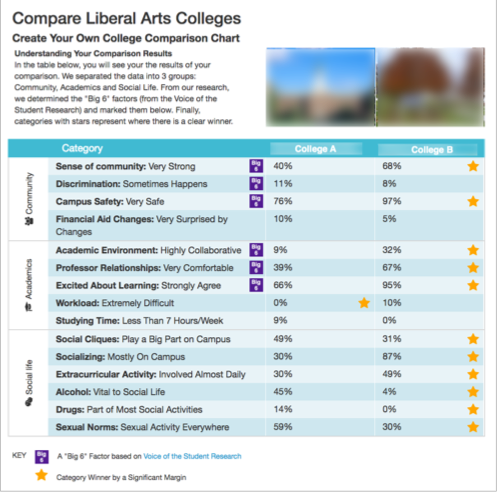 Compare Liberal Arts Colleges
Create Your Own College Comparison Chart
Understanding Your Comparison Results
In the table below, you will see your the results of your
comparison. We separated the data into 3 groups:
Community, Academics and Social Life. From our research,
we determined the "Big 6" factors (from the Voice of the
Student Research) and marked them below. Finally,
categories with stars represent where there is a clear winner.
Category College A College B
Community
Sense of community: Very Strong Big 6 40% 68%
Discrimination: Sometimes Happens Big 6 11% 8%
Campus Safety: Very Safe Big 6 76% 97%
Financial Aid Changes: Very Surprised by 10% 5%
Changes
Academics
Academic Environment: Highly Collaborative Big 6 9% 32%
Professor Relationships: Very Comfortable Big 6 39% 67%
Excited About Learning: Strongly Agree Big 6 66% 95%
Workload: Extremely Difficult 0% 10%
Studying Time: Less Than 7 Hours/Week 9% 0%
Social life
Social Cliques: Play a Big Part on Campus 49% 31%
Socializing: Mostly On Campus 30% 87%
Extracurricular Activity: Involved Almost Daily 30% 49%
Alcohol: Vital to Social Life 45% 4%
Drugs: Part of Most Social Activities 14% 0%
Sexual Norms: Sexual Activity Everywhere 59% 30%
KEY Big 6 A "Big 6" Factor based on Voice of the Student Research
Category Winner by a Significant Margin